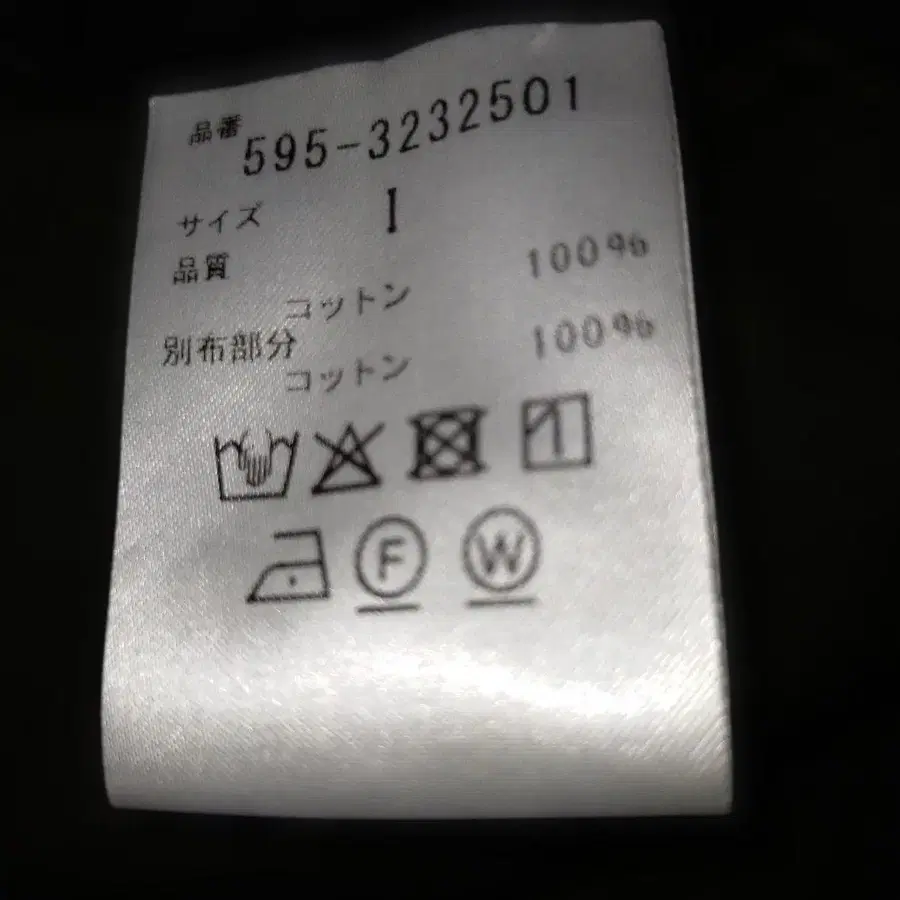 品番
595-3232501
サイズ I
品質
コットン 100%
別布部分
コットン 100%
F W